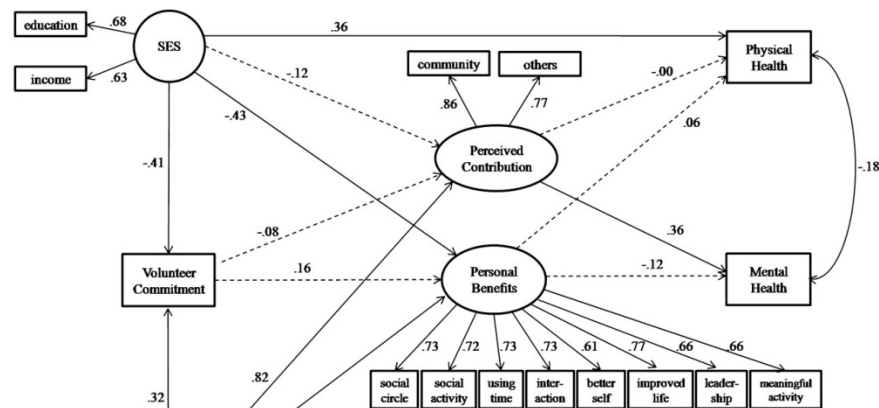 education
.68
SES
.36
Physical
Health
income
.63
-.12
community
others
-.00
.86
.77
-.43
.06
Perceived
Contribution
-.41
-.18
-.08
.36
Volunteer
Commitment
.16
Personal
Benefits
-.12
Mental
Health
.82
.32
.73
.72
.73
.73
.61
.77
.66
.66
social
circle
social
activity
using
time
inter-
action
better
self
improved
life
leader-
ship
meaningful
activity